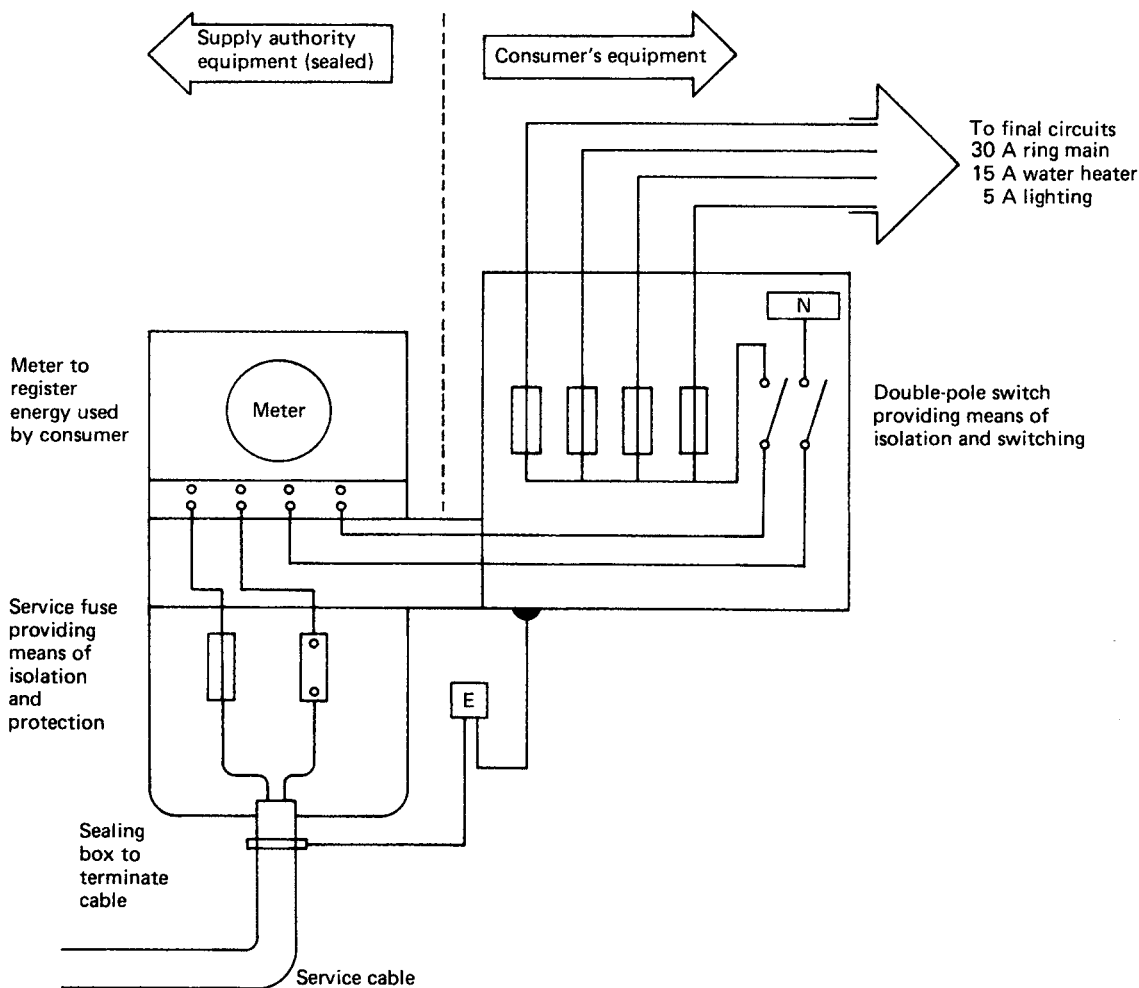 Supply authority
equipment (sealed)
Consumer's equipment
To final circuits
30 A ring main
15 A water heater
5 A lighting
N
Meter to
register
energy used
by consumer
Meter
Double-pole switch
providing means of
isolation and switching
Service fuse
providing
means of
isolation
and
protection
E
Sealing
box to
terminate
cable
Service cable